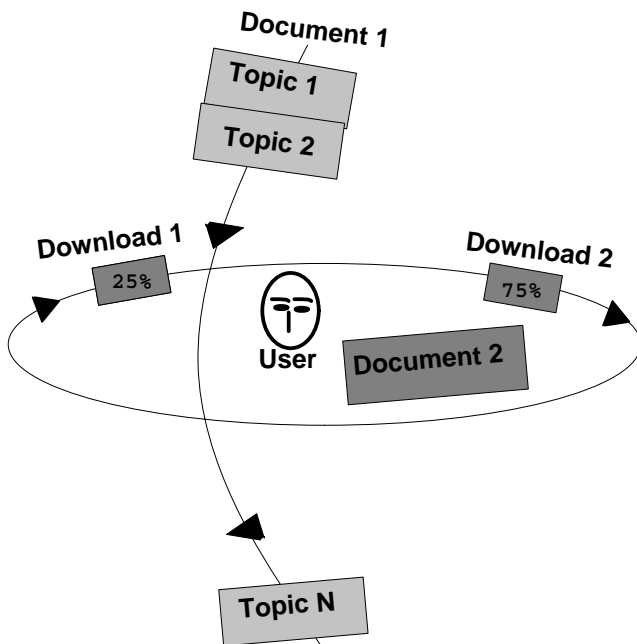 Document 1
Topic 1
Topic 2
Download 1
25%
Download 2
75%
User
Document 2
Topic N